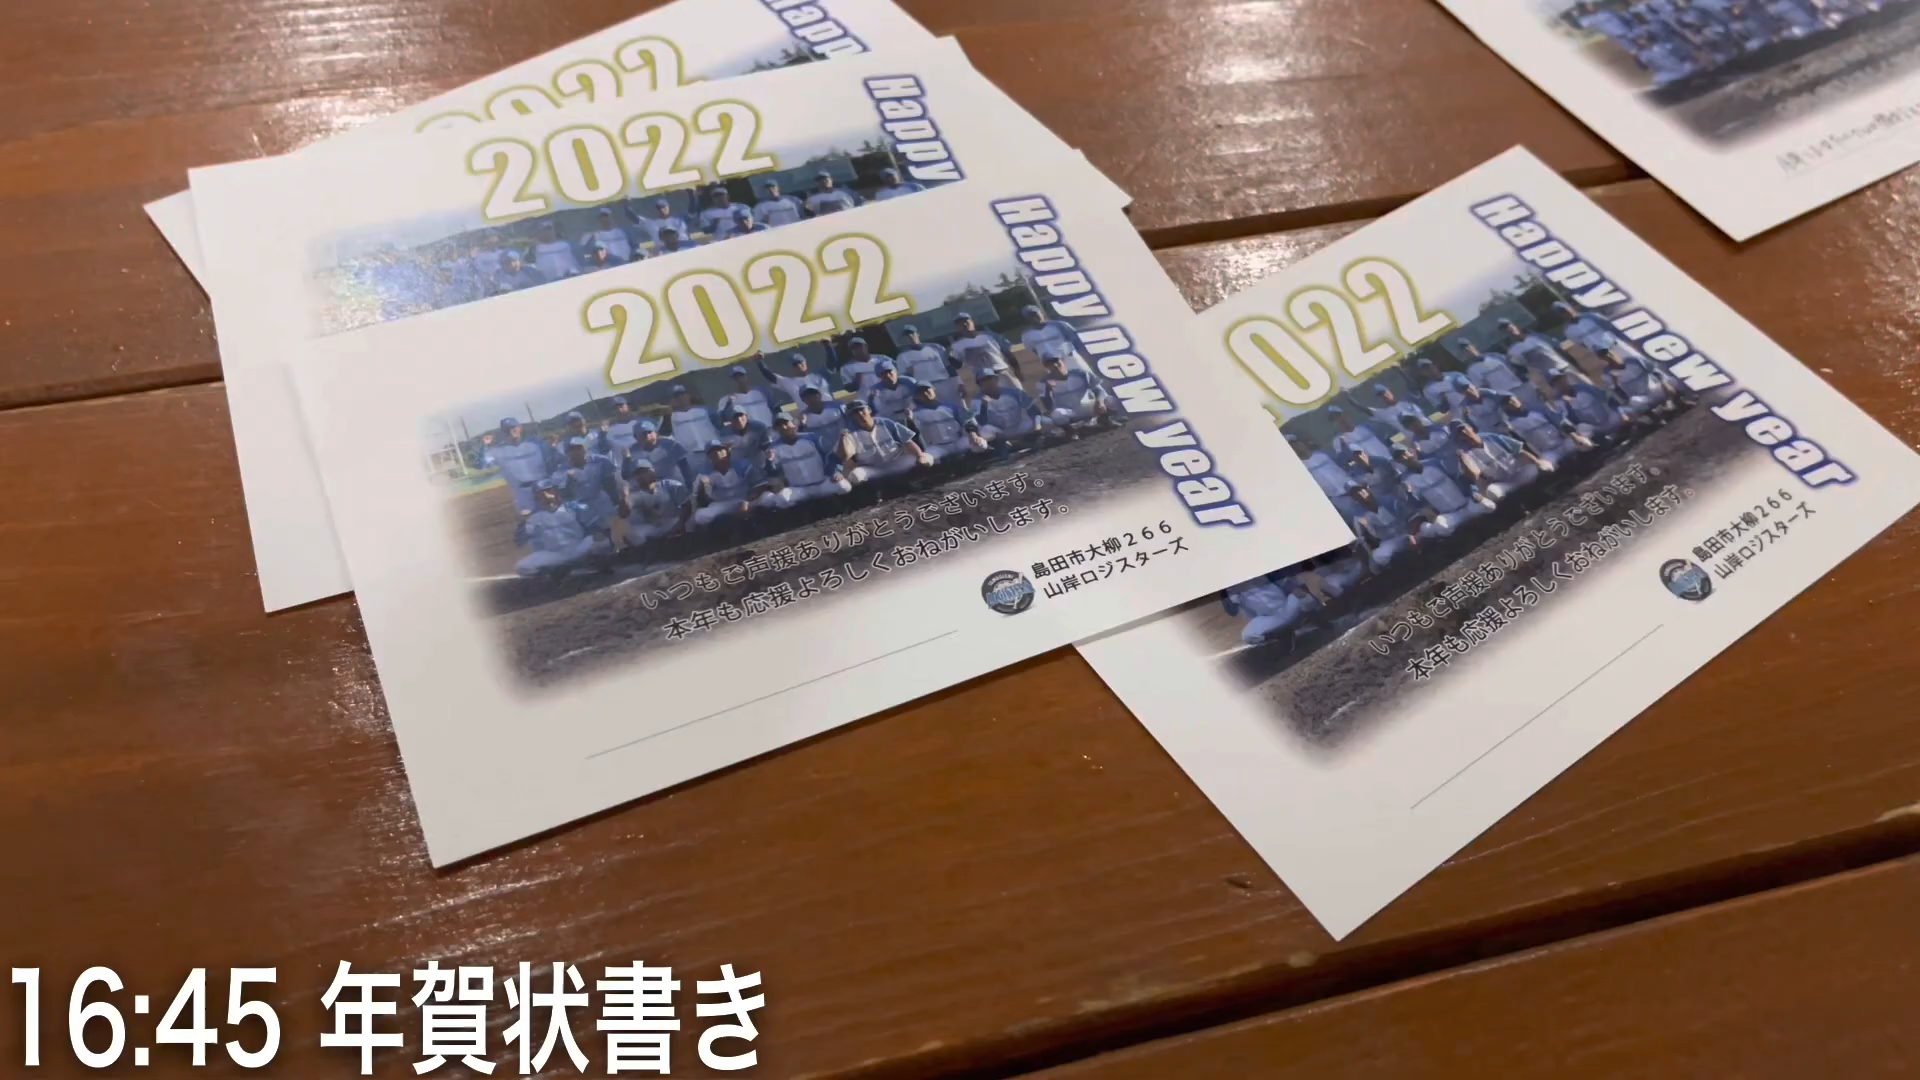 2022
Happ
2022
Happy
2022
Happy new year
いつもご声援ありがとうございます。
本年も応援よろしくおねがいします。
島田市大柳266
山岸ロジスターズ
022
Happy new year
いつもご声援ありがとうございます。
本年も応援よろしくおねがいします。
島田市大柳266
山岸ロジスターズ
16:45 年賀状書き